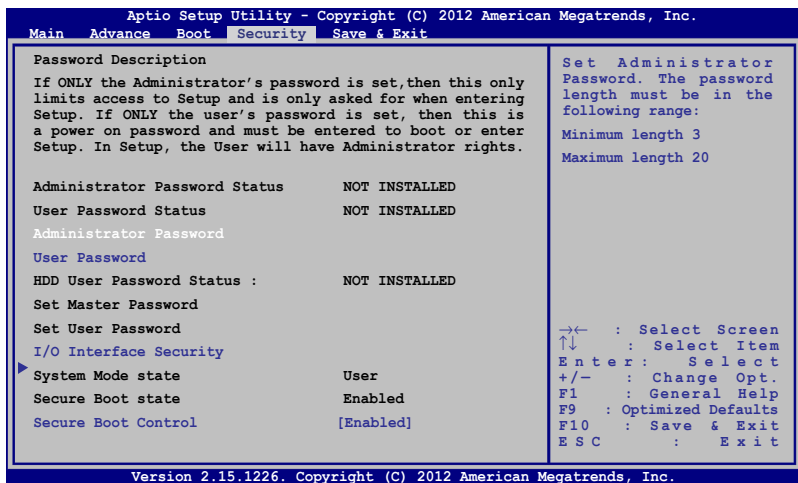 Aptio Setup Utility - Copyright (C) 2012 American Megatrends, Inc.
Main Advance Boot Security Save & Exit
Password Description
If ONLY the Administrator's password is set,then this only
limits access to Setup and is only asked for when entering
Setup. If ONLY the user's password is set, then this is
a power on password and must be entered to boot or enter
Setup. In Setup, the User will have Administrator rights.
Administrator Password Status NOT INSTALLED
User Password Status NOT INSTALLED
Administrator Password
User Password
HDD User Password Status : NOT INSTALLED
Set Master Password
Set User Password
I/O Interface Security
System Mode state User
Secure Boot state Enabled
Secure Boot Control [Enabled]
Set Administrator
Password. The password
length must be in the
following range:
Minimum length 3
Maximum length 20
→← : Select Screen
↑↓ : Select Item
Enter: Select
+/— : Change Opt.
F1 : General Help
F9 : Optimized Defaults
F10 : Save & Exit
ESC : Exit
Version 2.15.1226. Copyright (C) 2012 American Megatrends, Inc.